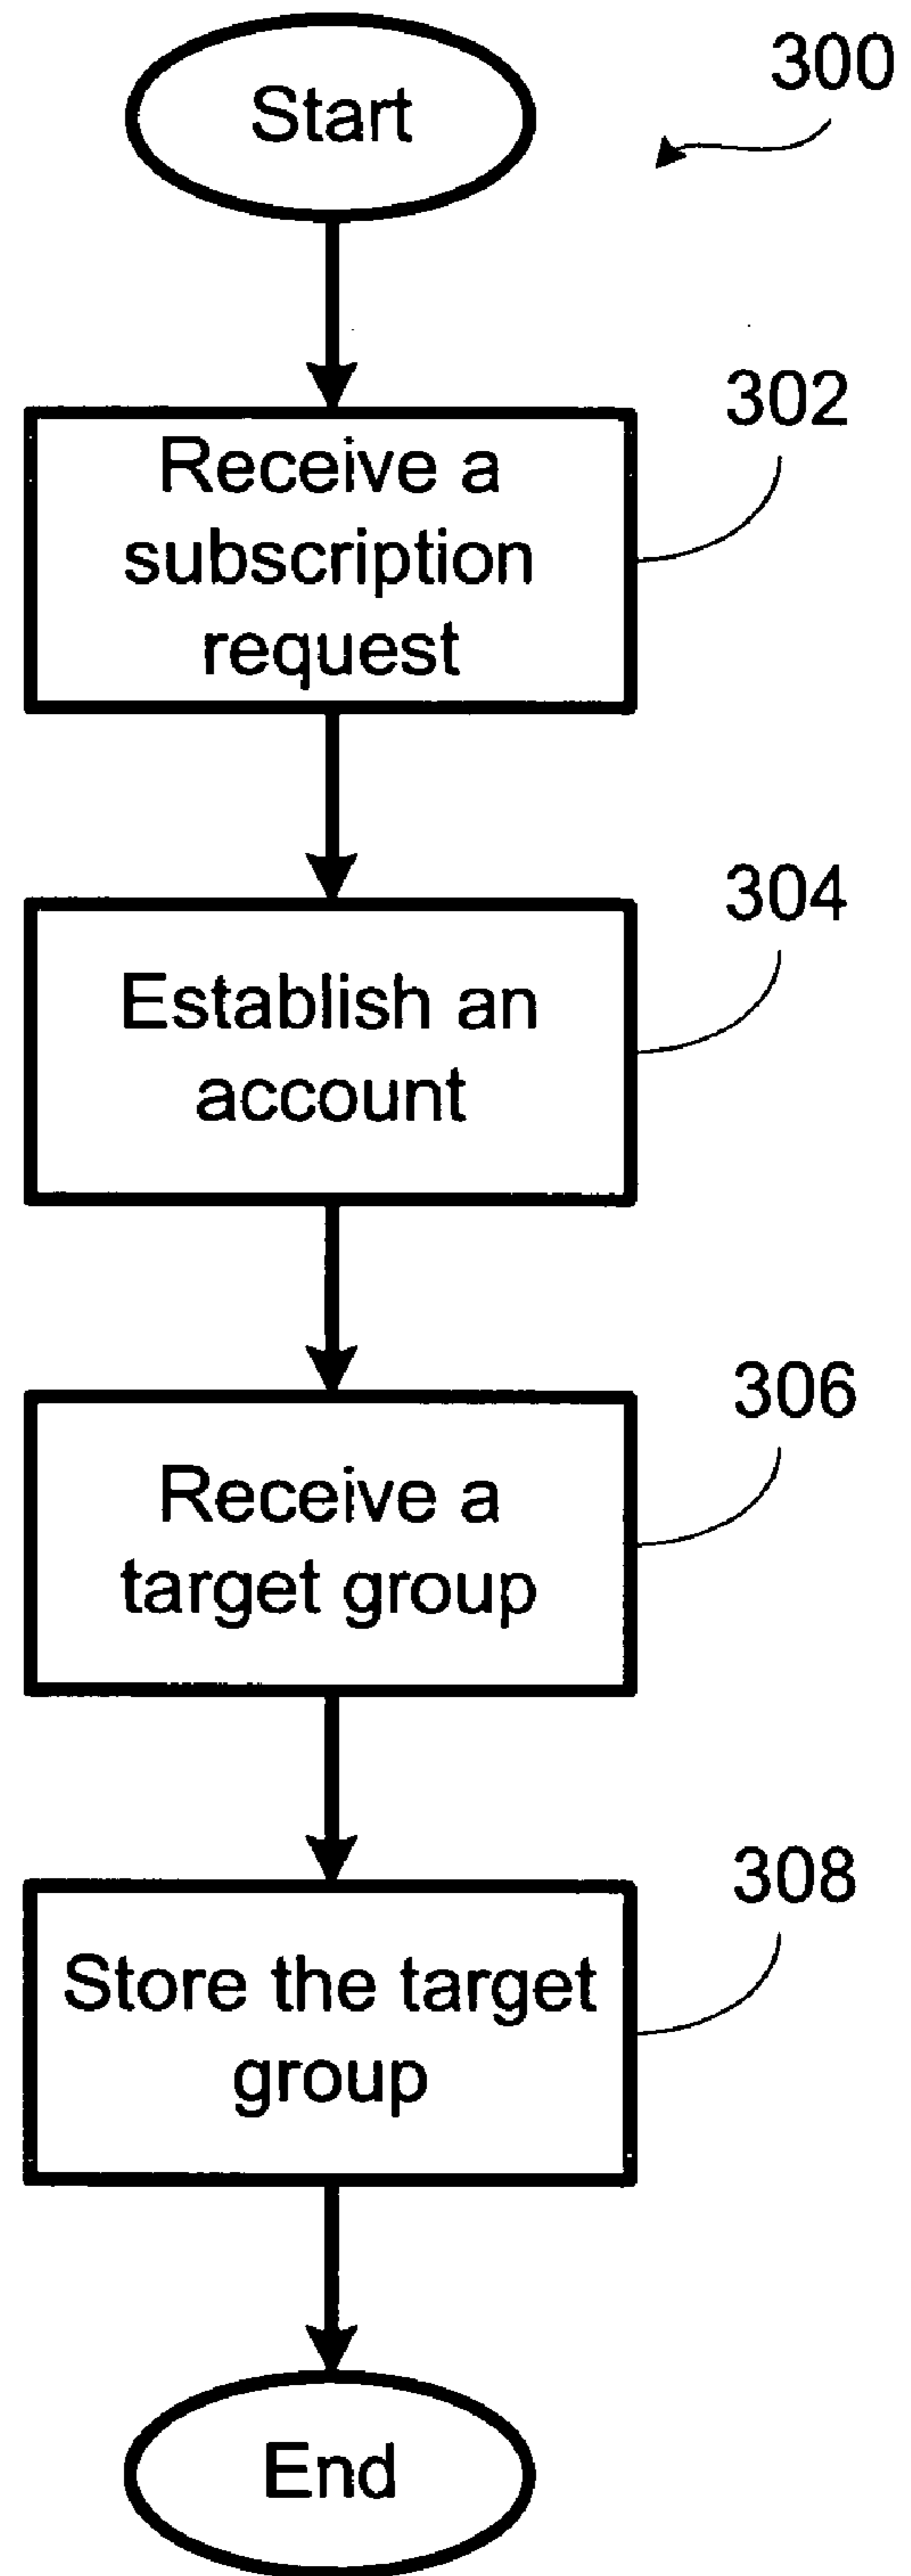 Start
300
Receive a
subscription
request
302
Establish an
account
304
Receive a
target group
306
Store the target
group
308
End